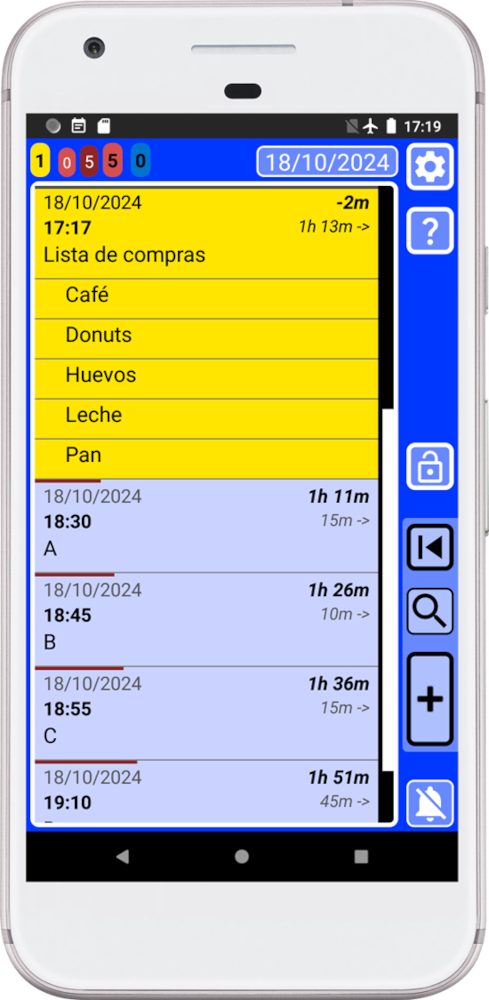 17:19
1 0 5 5 0 18/10/2024
?
18/10/2024 -2m
17:17 1h 13m ->
Lista de compras
Café
Donuts
Huevos
Leche
Pan
18/10/2024 1h 11m
18:30 15m ->
A
18/10/2024 1h 26m
18:45 10m ->
B
18/10/2024 1h 36m
18:55 15m ->
C
+
18/10/2024 1h 51m
19:10 45m ->